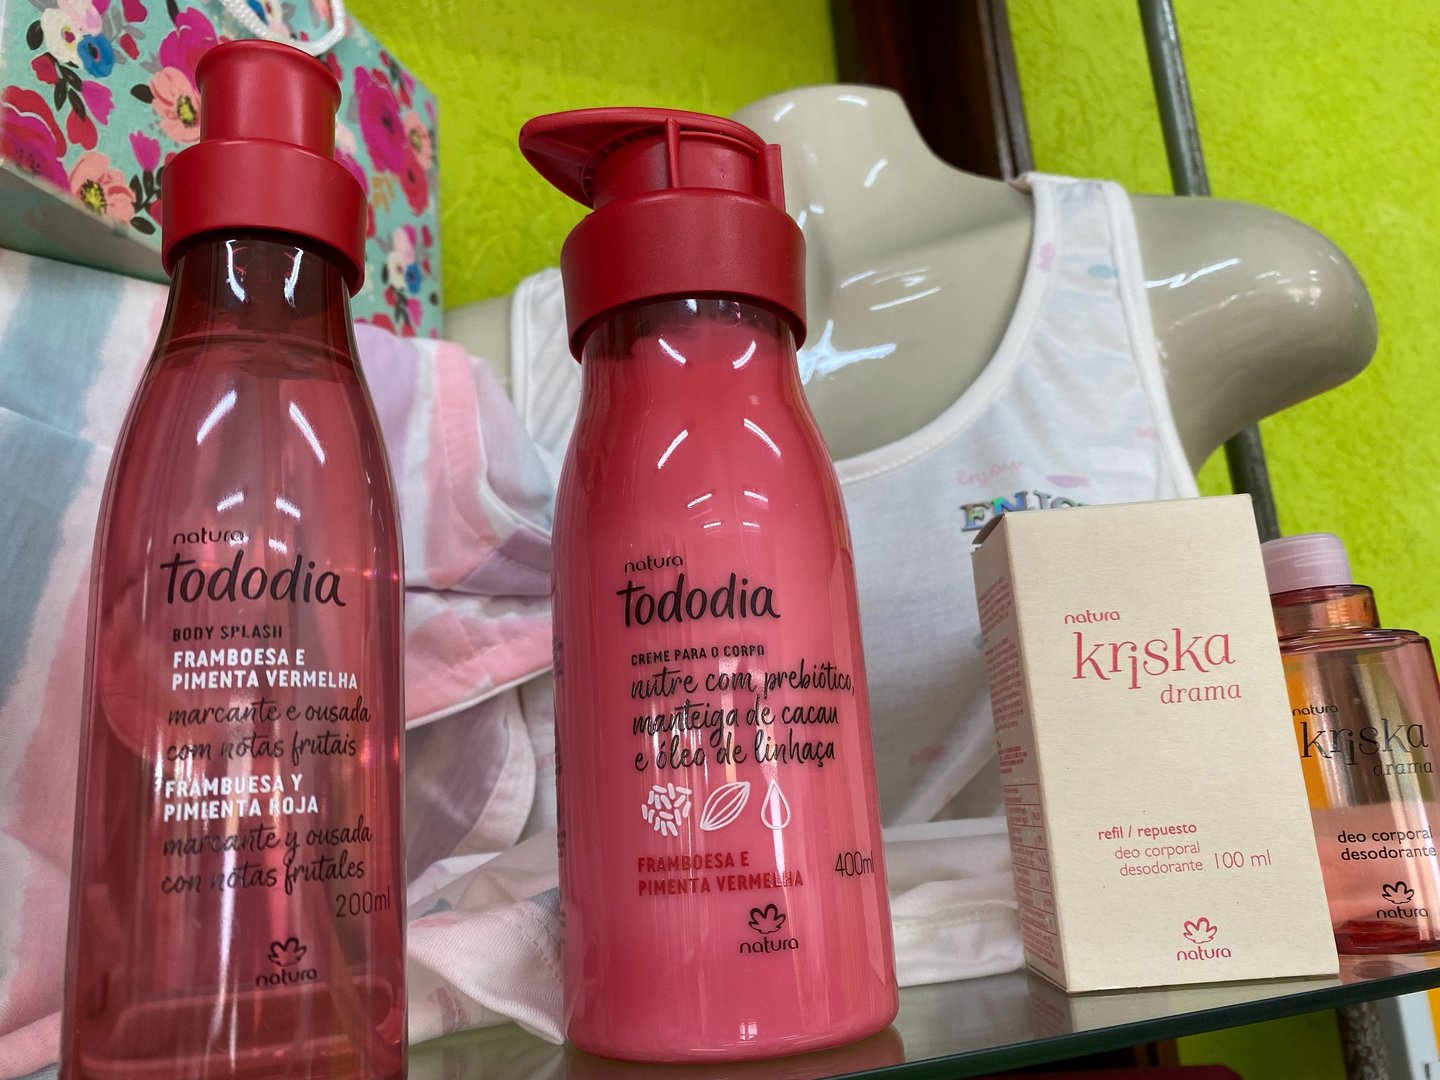 natura
tododia
BODY SPLASH
FRAMBOESA E
PIMENTA VERMELHA
marcante e ousada
com notas frutais
FRAMBUESA Y
PIMIENTA ROJA
marcante y ousada
con notas frutales
200ml
natura
natura
tododia
CREME PARA O CORPO
nutre com prebiótico,
manteiga de cacau
e óleo de linhaça
FRAMBOESA E
PIMENTA VERMELHA
400ml
natura
enjoy
natura
kriska
drama
refil / repuesto
deo corporal
desodorante 100 ml
natura
natura
kriska
drama
deo corporal
desodorante
natura